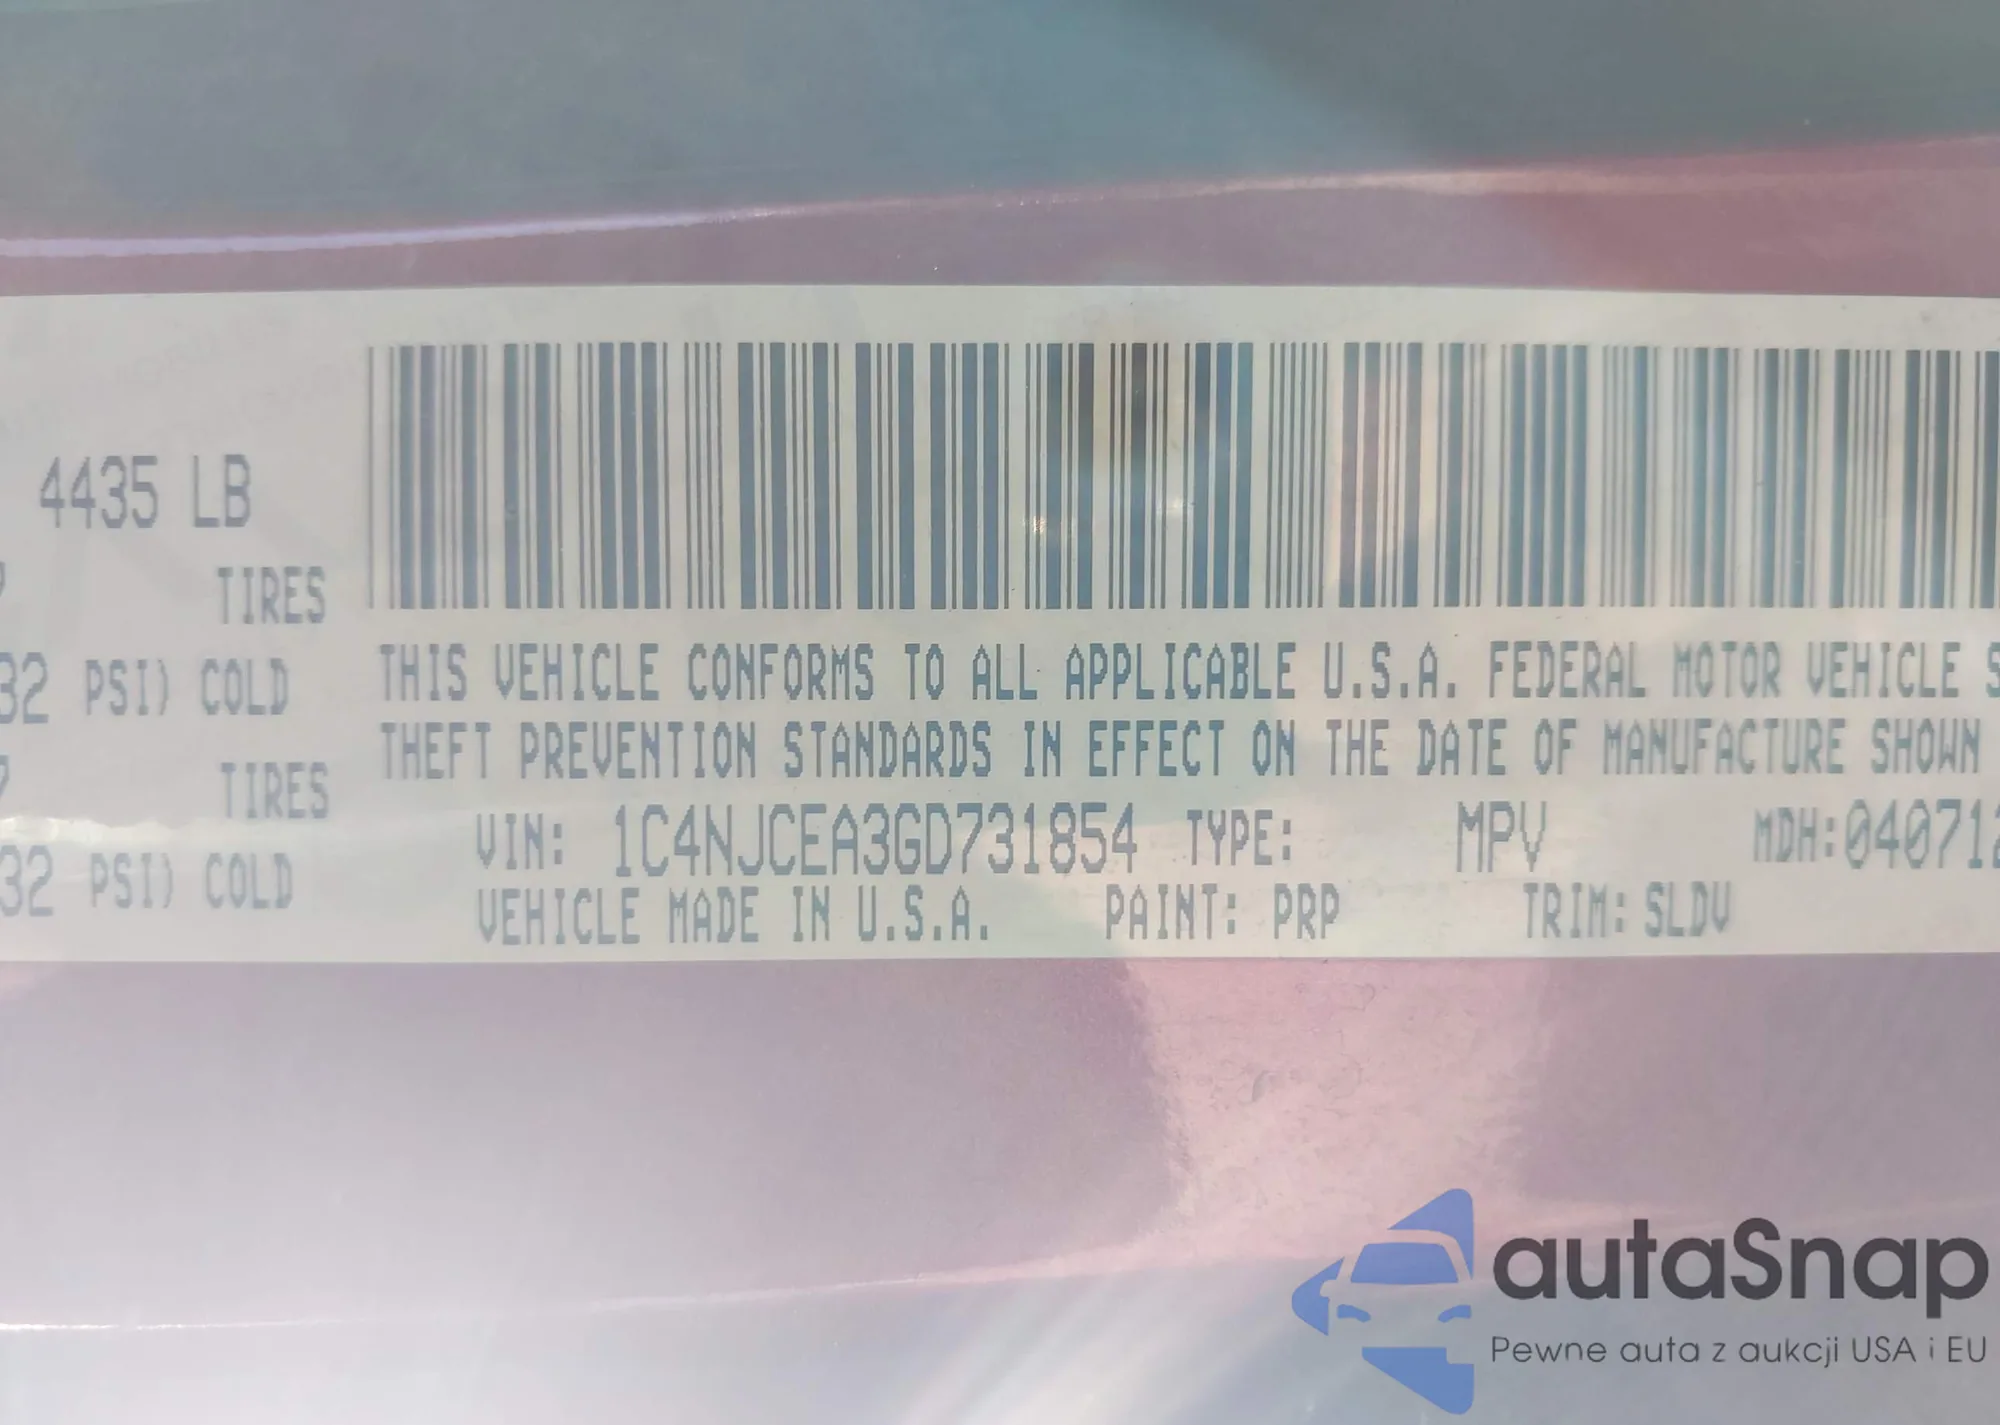 4435 LB
TIRES
32 PSI) COLD
TIRES
32 PSI) COLD
THIS VEHICLE CONFORMS TO ALL APPLICABLE U.S.A. FEDERAL MOTOR VEHICLE S
THEFT PREVENTION STANDARDS IN EFFECT ON THE DATE OF MANUFACTURE SHOWN
VIN: 1C4NJCEA3GD731854 TYPE: MPV MDH:040712
VEHICLE MADE IN U.S.A. PAINT: PRP TRIM: SLDV
autaSnap
Pewne auta z aukcji USA i EU